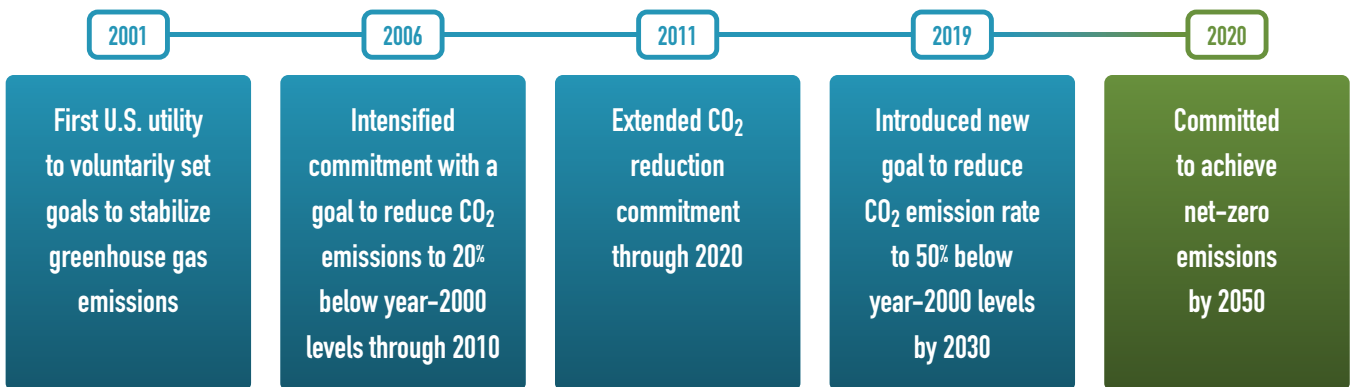 2001
2006
2011
2019
2020
First U.S. utility
to voluntarily set
goals to stabilize
greenhouse gas
emissions
Intensified
commitment with a
goal to reduce CO₂
emissions to 20%
below year-2000
levels through 2010
Extended CO₂
reduction
commitment
through 2020
Introduced new
goal to reduce
CO₂ emission rate
to 50% below
year-2000 levels
by 2030
Committed
to achieve
net-zero
emissions
by 2050